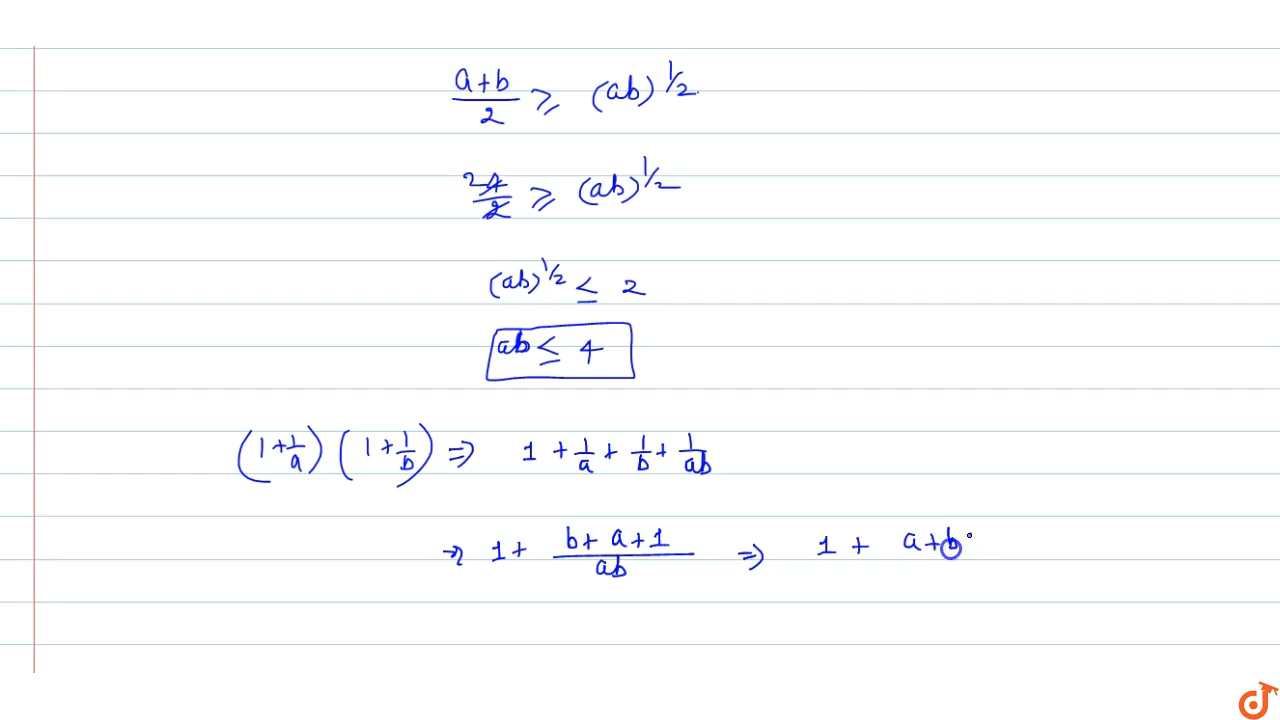 (a+b)/2 ≥ (ab)^1/2
2 4/2 ≥ (ab)^1/2
(ab)^1/2 ≤ 2
ab ≤ 4
(1+1/a) (1+1/b) ⇒ 1 + 1/a + 1/b + 1/ab
→ 1 + (b+a+1)/ab ⇒ 1 + a+b